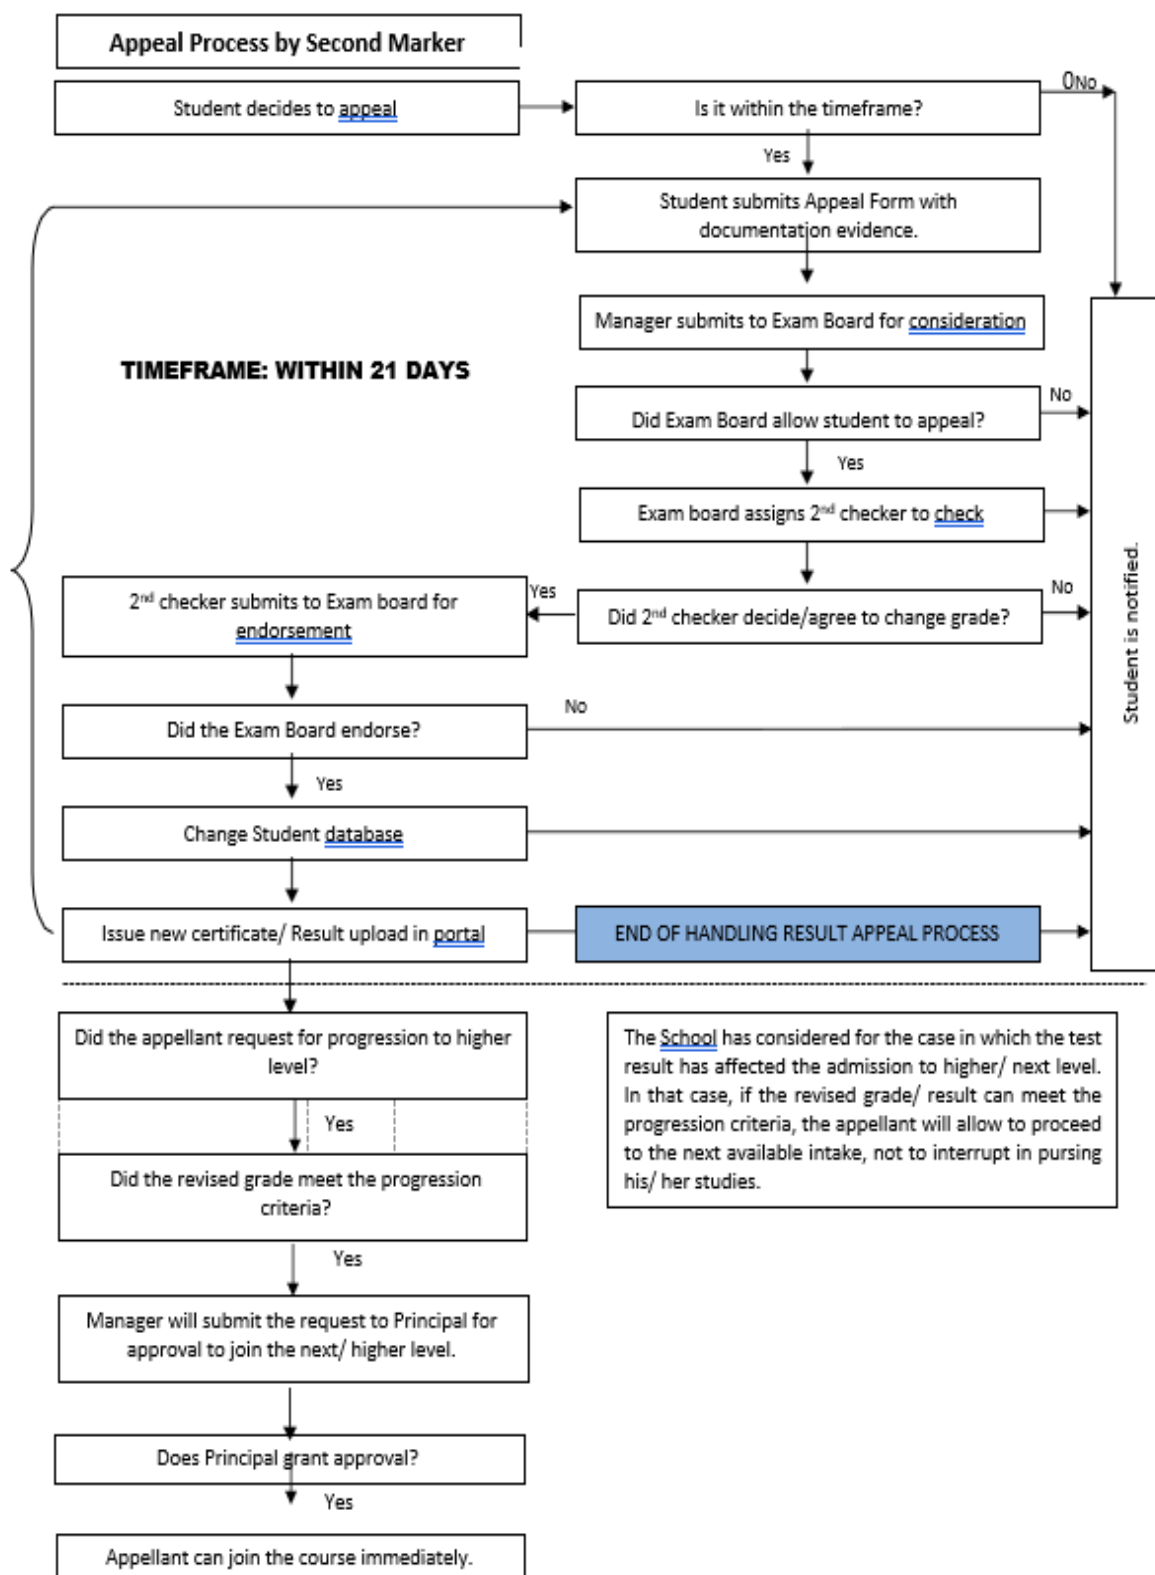 Appeal Process by Second Marker
Student decides to appeal
Is it within the timeframe?
0No
Yes
Student submits Appeal Form with
documentation evidence.
Manager submits to Exam Board for consideration
TIMEFRAME: WITHIN 21 DAYS
Did Exam Board allow student to appeal?
No
Yes
Exam board assigns 2nd checker to check
Did 2nd checker decide/agree to change grade?
No
Yes
2nd checker submits to Exam board for
endorsement
Student is notified.
Did the Exam Board endorse?
No
Yes
Change Student database
Issue new certificate/ Result upload in portal
END OF HANDLING RESULT APPEAL PROCESS
Did the appellant request for progression to higher
level?
Yes
Did the revised grade meet the progression
criteria?
Yes
Manager will submit the request to Principal for
approval to join the next/ higher level.
Does Principal grant approval?
Yes
Appellant can join the course immediately.
The School has considered for the case in which the test
result has affected the admission to higher/ next level.
In that case, if the revised grade/ result can meet the
progression criteria, the appellant will allow to proceed
to the next available intake, not to interrupt in pursing
his/ her studies.